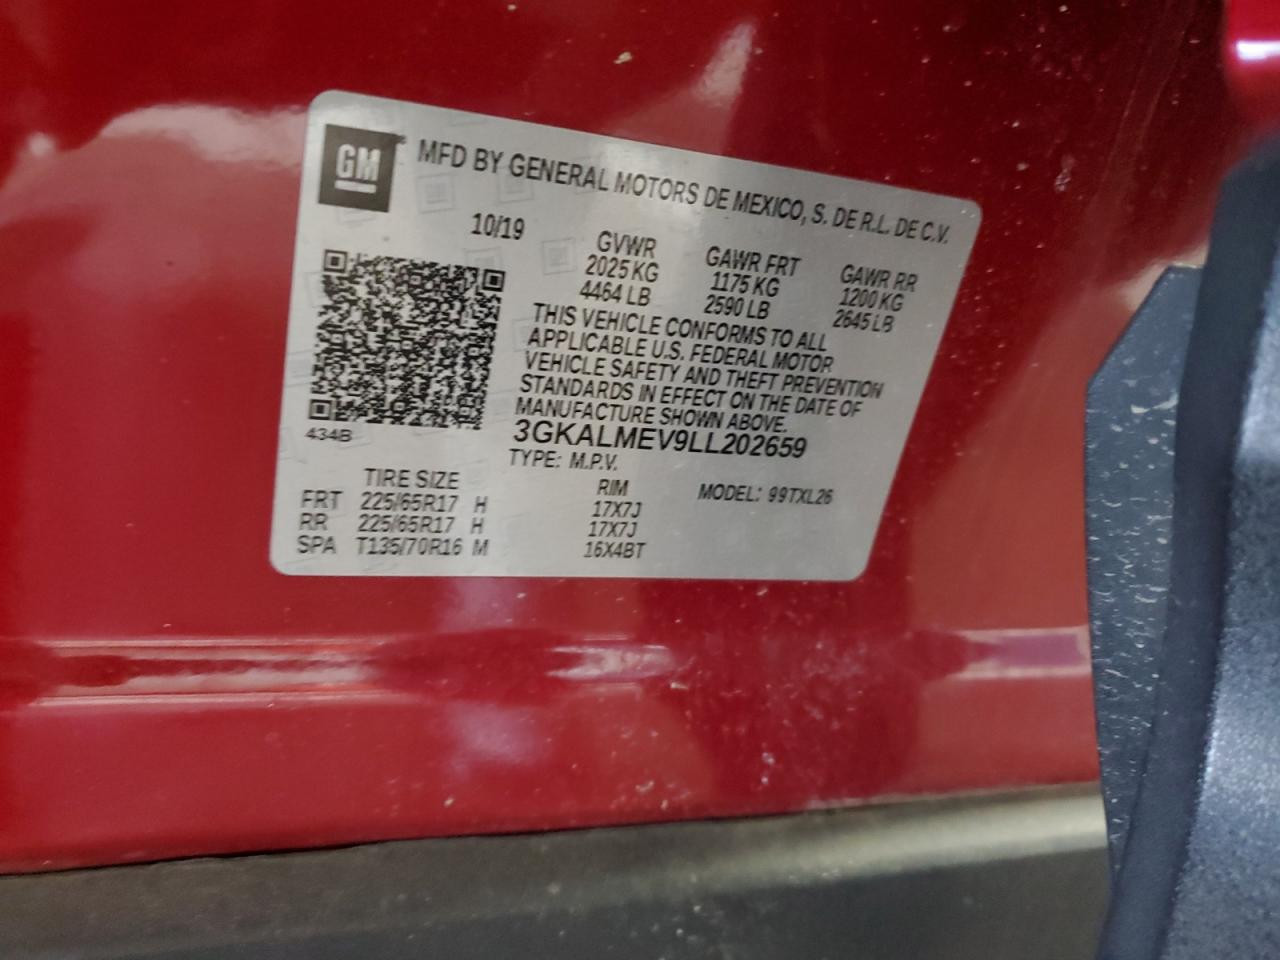 GM
MFD BY GENERAL MOTORS DE MEXICO, S. DE R.L. DE C.V.
10/19
GVWR GAWR FRT GAWR RR
2025 KG 1175 KG 1200 KG
4464 LB 2590 LB 2645 LB
THIS VEHICLE CONFORMS TO ALL
APPLICABLE U.S. FEDERAL MOTOR
VEHICLE SAFETY AND THEFT PREVENTION
STANDARDS IN EFFECT ON THE DATE OF
MANUFACTURE SHOWN ABOVE.
434B
3GKALMEV9LL202659
TYPE: M.P.V.
TIRE SIZE RIM MODEL: 99TXL26
FRT 225/65R17 H 17X7J
RR 225/65R17 H 17X7J
SPA T135/70R16 M 16X4BT